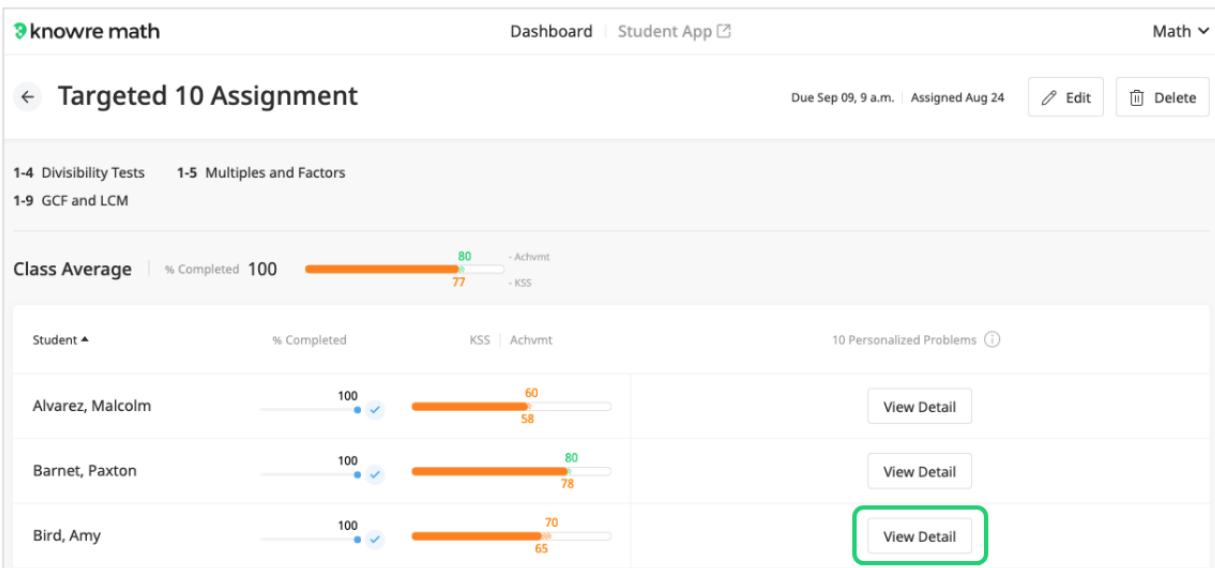 knowre math Dashboard Student App Math
Targeted 10 Assignment Due Sep 09, 9 a.m. Assigned Aug 24 Edit Delete
1-4 Divisibility Tests 1-5 Multiples and Factors
1-9 GCF and LCM
80 - Achvmt
Class Average % Completed 100
77 - KSS
Student % Completed KSS Achvmt 10 Personalized Problems
100 60
Alvarez, Malcolm View Detail
58
100 80
Barnet, Paxton View Detail
78
100 70
Bird, Amy View Detail
65